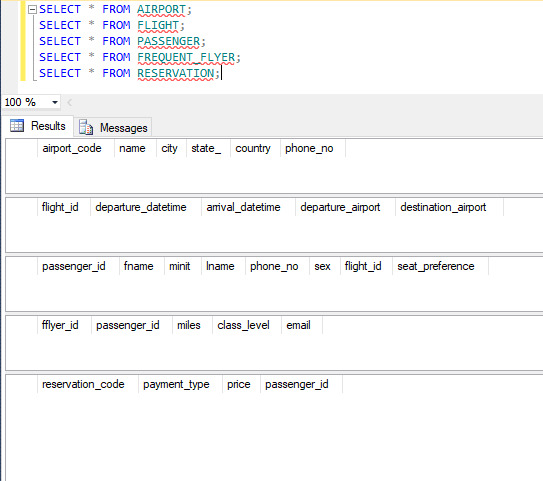 SELECT * FROM AIRPORT;
SELECT * FROM FLIGHT;
SELECT * FROM PASSENGER;
SELECT * FROM FREQUENT_FLYER;
SELECT * FROM RESERVATION;
100 %
Results Messages
airport_code name city state_ country phone_no
flight_id departure_datetime arrival_datetime departure_airport destination_airport
passenger_id fname minit lname phone_no sex flight_id seat_preference
fflyer_id passenger_id miles class_level email
reservation_code payment_type price passenger_id